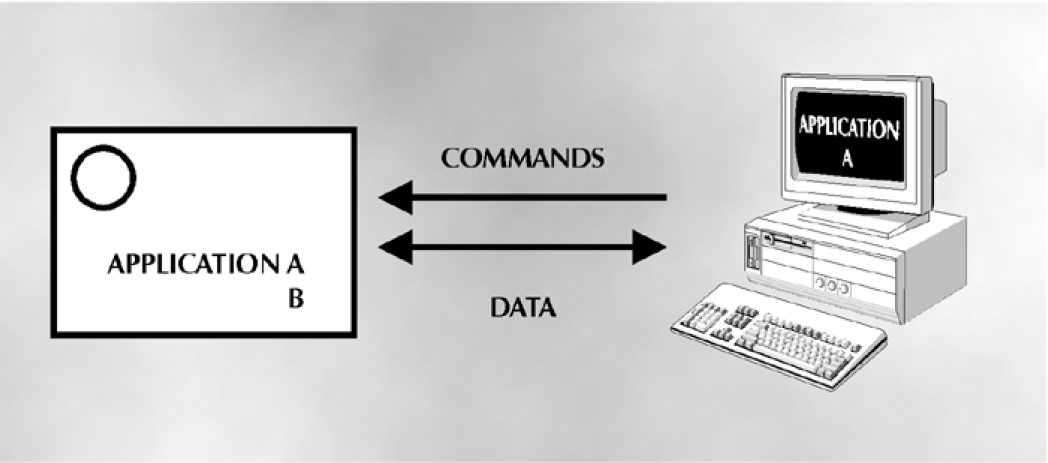 APPLICATION A
B
COMMANDS
DATA
APPLICATION
A